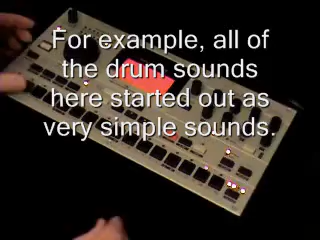 For example, all of
the drum sounds
here started out as
very simple sounds.